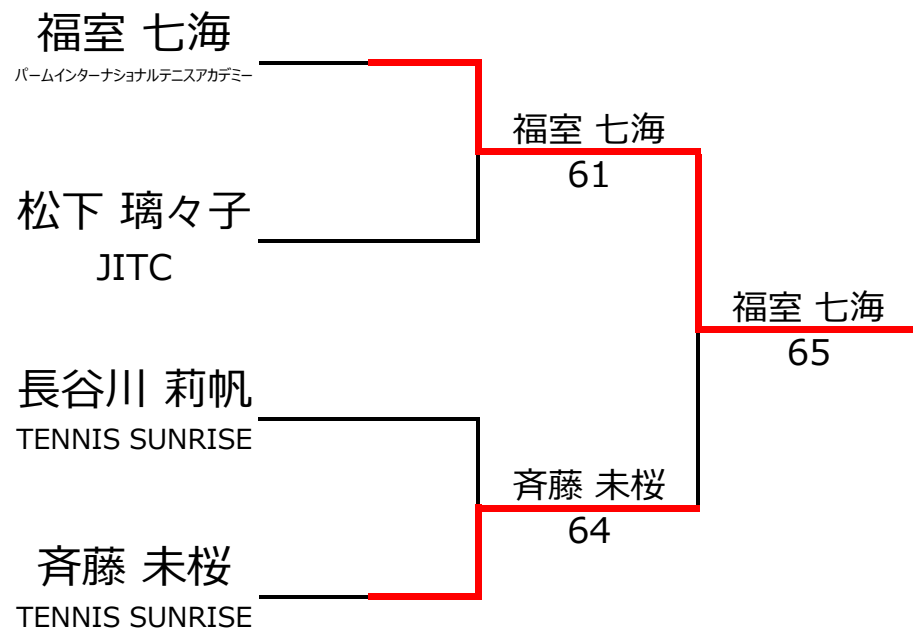 福室 七海
パームインターナショナルテニスアカデミー
福室 七海
61
松下 璃々子
JITC
福室 七海
65
長谷川 莉帆
TENNIS SUNRISE
斉藤 未桜
64
斉藤 未桜
TENNIS SUNRISE